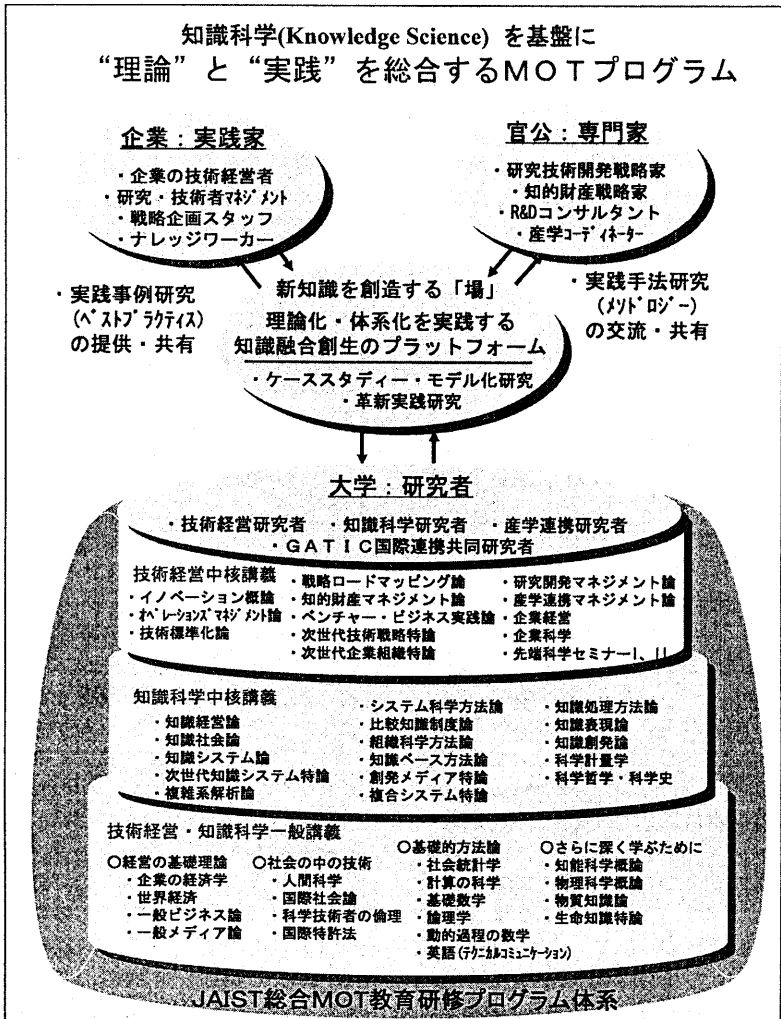 知識科学(Knowledge Science) を基盤に
“理論” と “実践” を総合するＭＯＴプログラム
企業：実践家
・企業の技術経営者
・研究・技術者ﾏﾈｼﾞﾒﾝﾄ
・戦略企画スタッフ
・ナレッジワーカー
官公：専門家
・研究技術開発戦略家
・知的財産戦略家
・R&Dコンサルタント
・産学ｺｰﾃﾞｨﾈｰﾀｰ
・実践事例研究
(ﾍﾞｽﾄﾌﾟﾗｸﾃｨｽ)
の提供・共有
新知識を創造する「場」
理論化・体系化を実践する
知識融合創生のプラットフォーム
・ケーススタディー・モデル化研究
・革新実践研究
・実践手法研究
(ﾒｿﾄﾞﾛｼﾞｰ)
の交流・共有
大学：研究者
・技術経営研究者 ・知識科学研究者 ・産学連携研究者
・ＧＡＴＩＣ国際連携共同研究者
技術経営中核講義
・イノベーション概論
・ｵﾍﾟﾚｰｼｮﾝｽﾞﾏﾈｼﾞﾒﾝﾄ論
・技術標準化論
・戦略ロードマッピング論
・知的財産マネジメント論
・ベンチャー・ビジネス実践論
・次世代技術戦略特論
・次世代企業組織特論
・研究開発マネジメント論
・産学連携マネジメント論
・企業経営
・企業科学
・先端科学セミナーI、II
知識科学中核講義
・知識経営論
・知識社会論
・知識システム論
・次世代知識システム特論
・複雑系解析論
・システム科学方法論
・比較知識制度論
・組織科学方法論
・知識ベース方法論
・創発メディア特論
・複合システム特論
・知識処理方法論
・知識表現論
・知識創発論
・科学計量学
・科学哲学・科学史
技術経営・知識科学一般講義
○経営の基礎理論
・企業の経済学
・世界経済
・一般ビジネス論
・一般メディア論
○社会の中の技術
・人間科学
・国際社会論
・科学技術者の倫理
・国際特許法
○基礎的方法論
・社会統計学
・計算の科学
・基礎数学
・論理学
・動的過程の数学
・英語(ﾃｸﾆｶﾙｺﾐｭﾆｹｰｼｮﾝ)
○さらに深く学ぶために
・知能科学概論
・物理科学概論
・物質知識論
・生命知識特論
JAIST総合MOT教育研修プログラム体系